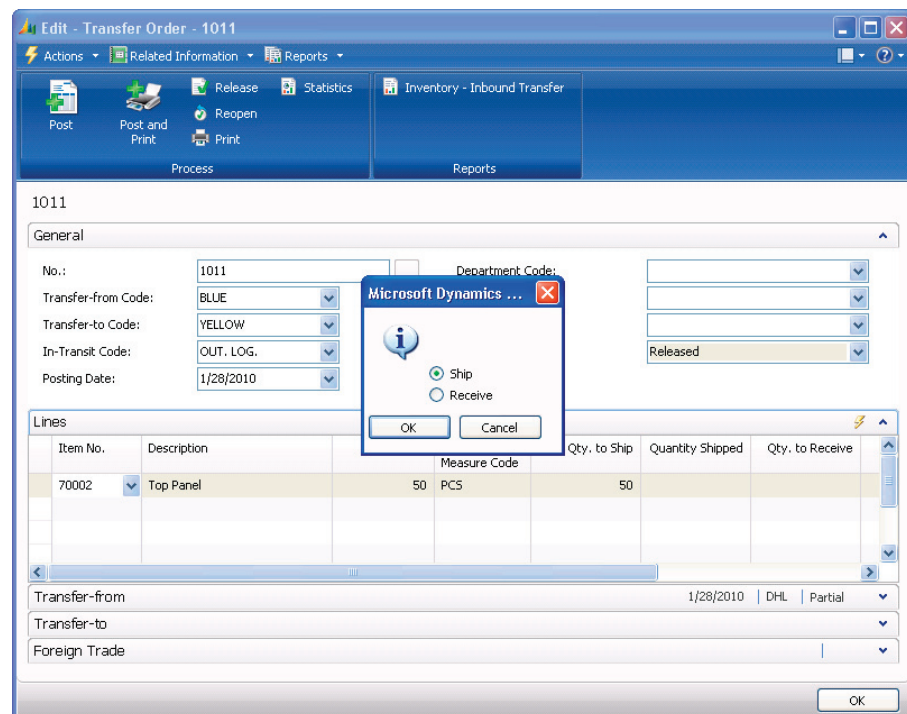 Edit - Transfer Order - 1011
Actions Related Information Reports
Post
Post and Print
Release
Reopen
Print
Statistics
Process
Inventory - Inbound Transfer
Reports
1011
General
No.: 1011
Transfer-from Code: BLUE
Transfer-to Code: YELLOW
In-Transit Code: OUT. LOG.
Posting Date: 1/28/2010
Department Code:
Released
Microsoft Dynamics ...
Ship
Receive
OK Cancel
Lines
Item No. Description Measure Code Qty. to Ship Quantity Shipped Qty. to Receive
70002 Top Panel 50 PCS 50
Transfer-from 1/28/2010 DHL Partial
Transfer-to
Foreign Trade
OK